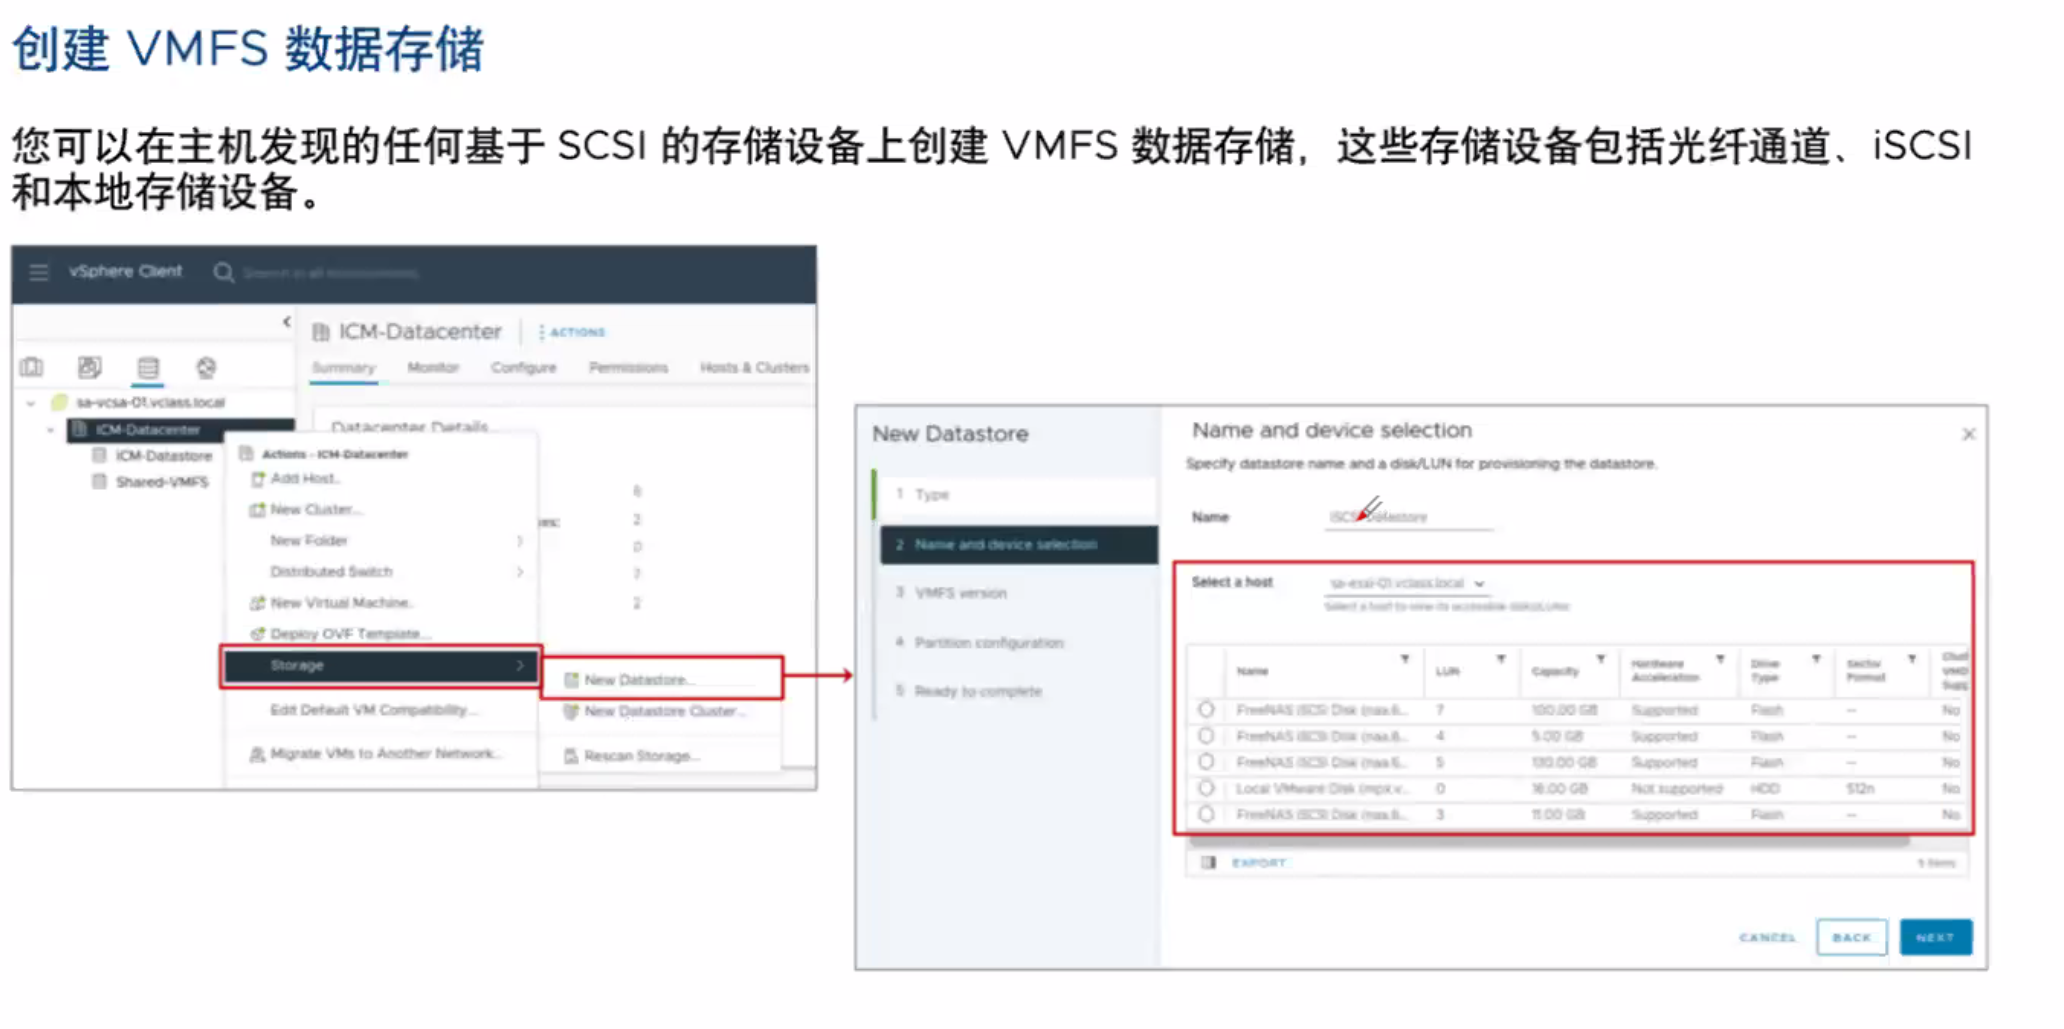 创建 VMFS 数据存储
您可以在主机发现的任何基于 SCSI 的存储设备上创建 VMFS 数据存储，这些存储设备包括光纤通道、iSCSI
和本地存储设备。
vSphere Client
Search in all environments
ICM-Datacenter
ACTIONS
Summary Monitor Configure Permissions Hosts & Clusters
sa-vcsa-01.vclass.local
ICM-Datacenter
ICM-Datastore
Shared-VMFS
Datacenter Details
Actions - ICM-Datacenter
Add Host...
New Cluster...
New Folder
Distributed Switch
New Virtual Machine...
Deploy OVF Template...
Storage
Edit Default VM Compatibility...
Migrate VMs to Another Network...
New Datastore...
New Datastore Cluster...
Rescan Storage...
New Datastore
1 Type
2 Name and device selection
3 VMFS version
4 Partition configuration
5 Ready to complete
Name and device selection
Specify datastore name and a disk/LUN for provisioning the datastore.
Name
Datastore
Select a host sa-esxi-01.vclass.local
Select a host to view its accessible disks/LUNs
Name LUN Capacity Hardware Acceleration Drive Type Sector Format
FreeNAS iSCSI Disk (naa.6... 7 100.00 GB Supported Flash -- No
FreeNAS iSCSI Disk (naa.6... 4 5.00 GB Supported Flash -- No
FreeNAS iSCSI Disk (naa.6... 5 130.00 GB Supported Flash -- No
Local VMware Disk (mpx.v... 0 16.00 GB Not supported HDD 512n No
FreeNAS iSCSI Disk (naa.6... 3 11.00 GB Supported Flash -- No
EXPORT
5 items
CANCEL BACK NEXT